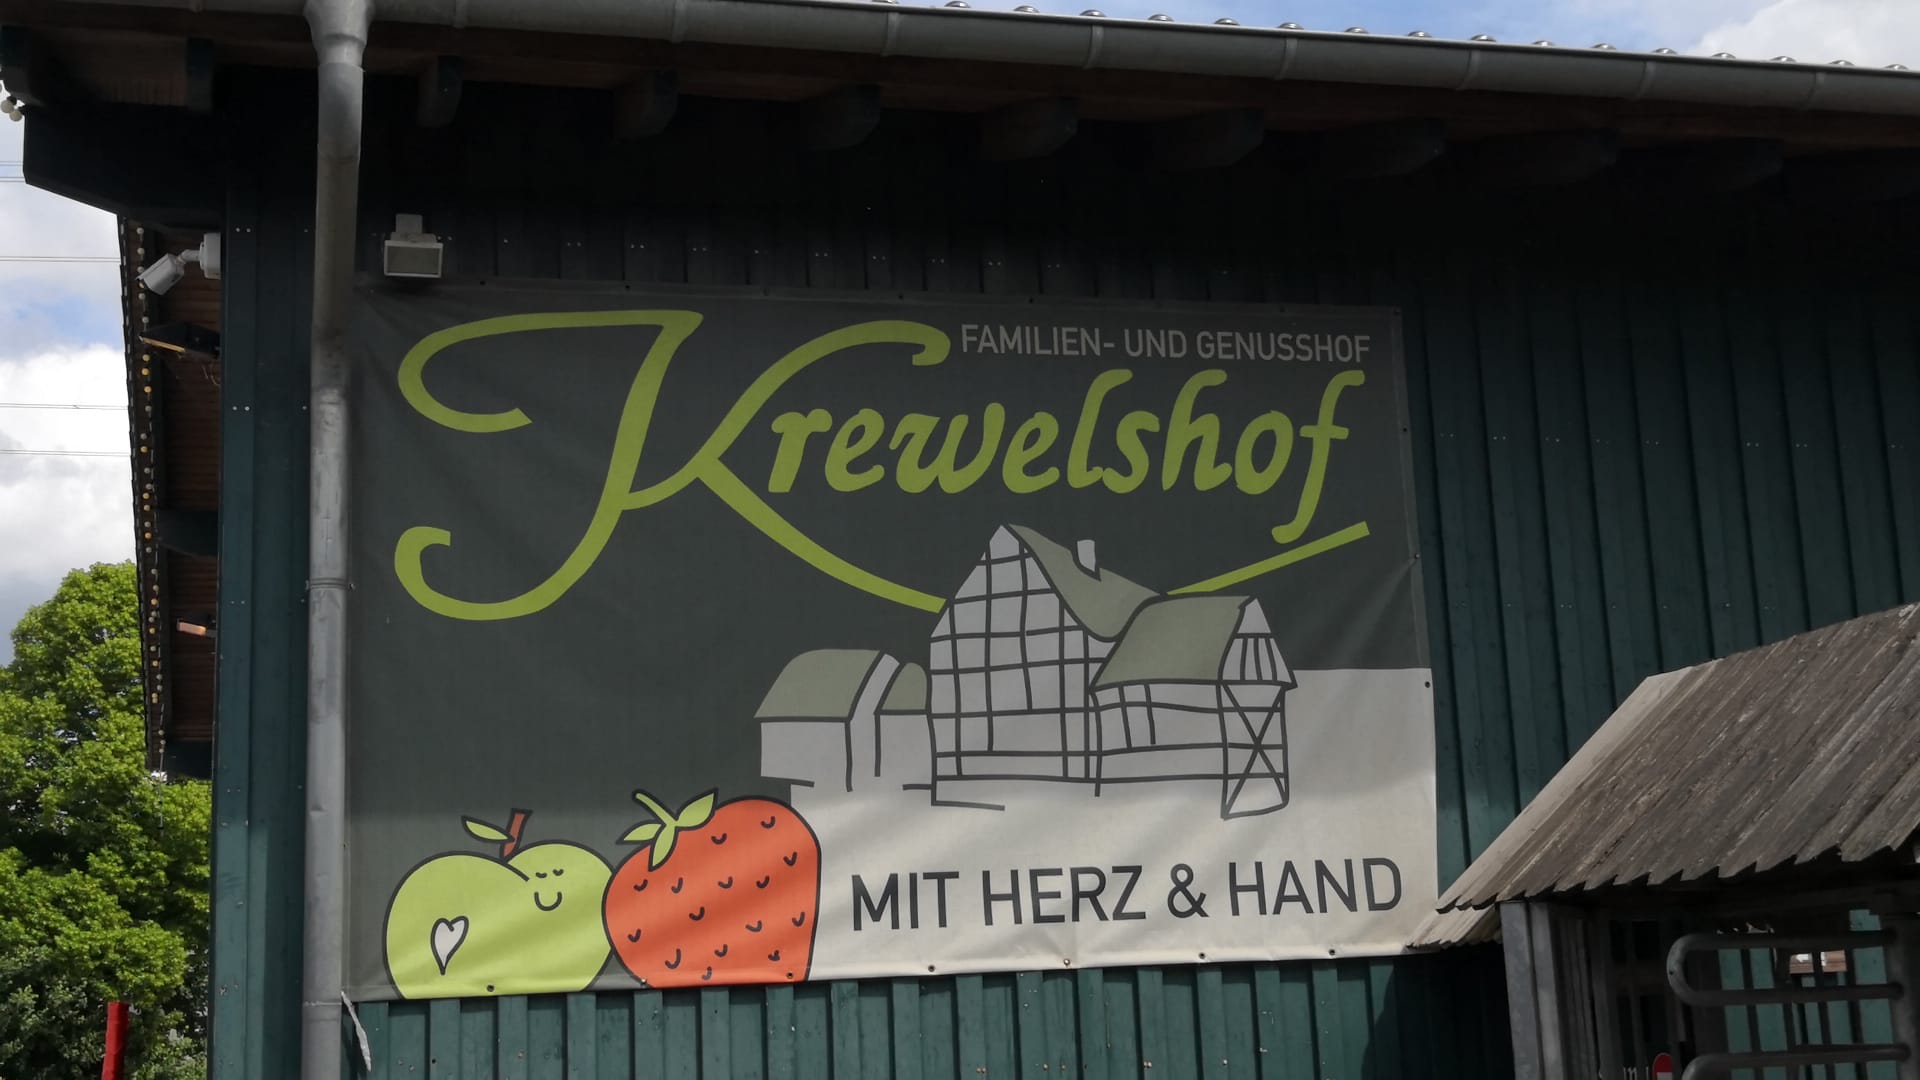 FAMILIEN- UND GENUSSHOF
Krewelshof
MIT HERZ & HAND